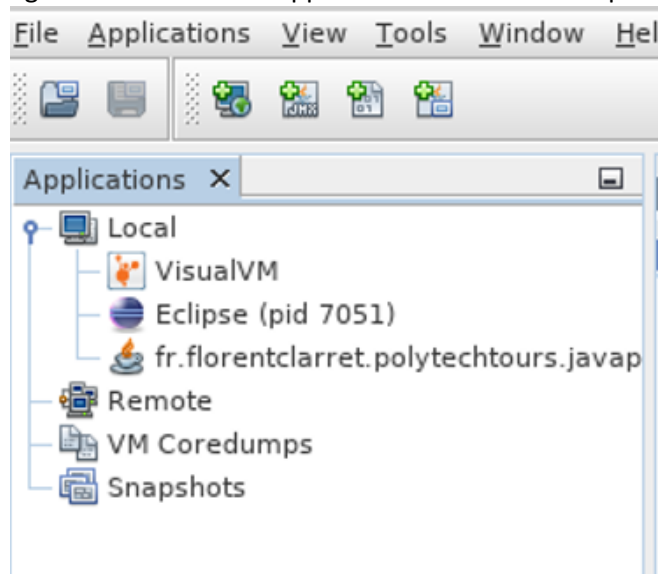 File Applications View Tools Window Hel
Applications
Local
VisualVM
Eclipse (pid 7051)
fr.florentclarret.polytechtours.javap
Remote
VM Coredumps
Snapshots